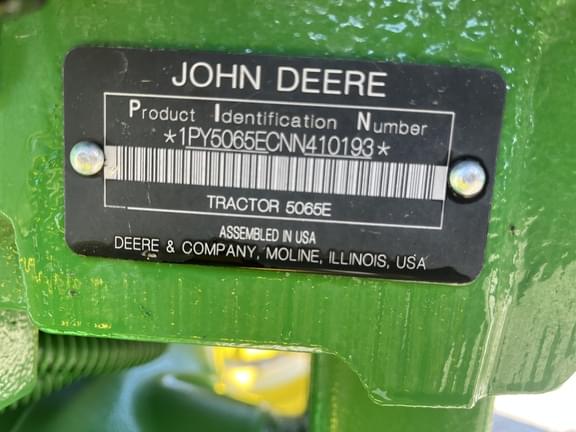 JOHN DEERE
Product Identification Number
*1PY5065ECNN410193*
TRACTOR 5065E
ASSEMBLED IN USA
DEERE & COMPANY, MOLINE, ILLINOIS, USA